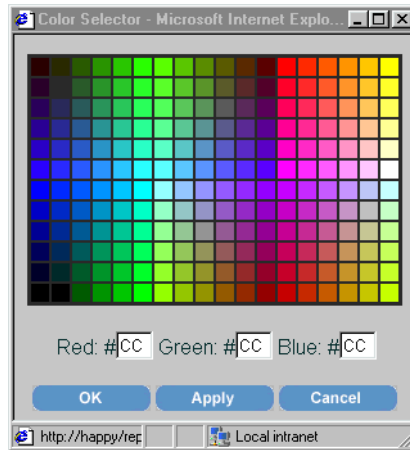 Color Selector - Microsoft Internet Explo...
Red: #CC Green: #CC Blue: #CC
OK Apply Cancel
http://happy/rep Local intranet